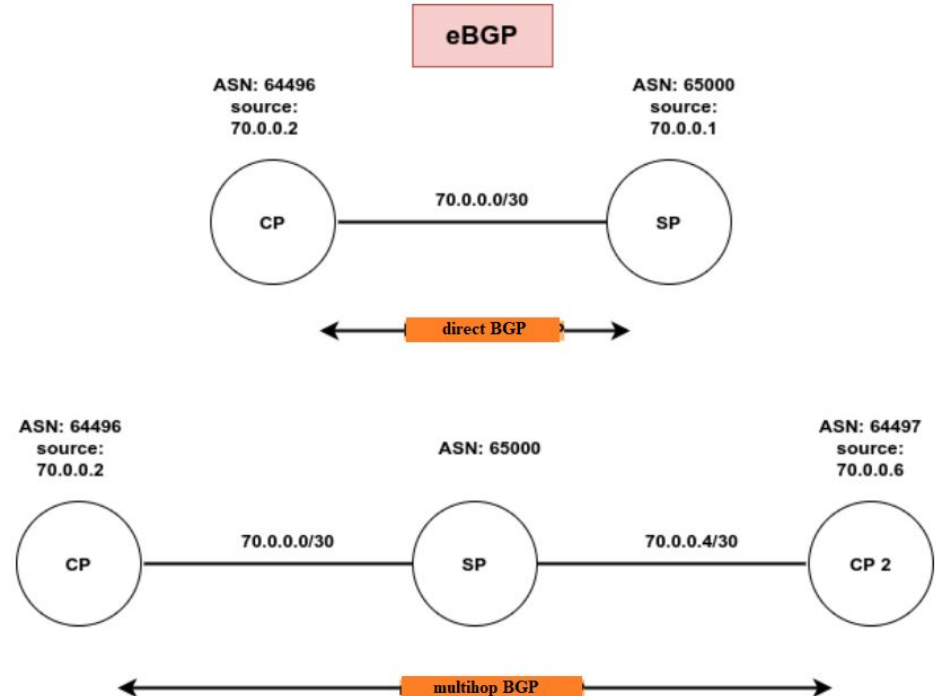 eBGP
ASN: 64496
source:
70.0.0.2
ASN: 65000
source:
70.0.0.1
CP
70.0.0.0/30
SP
direct BGP
ASN: 64496
source:
70.0.0.2
ASN: 65000
ASN: 64497
source:
70.0.0.6
CP
70.0.0.0/30
SP
70.0.0.4/30
CP 2
multihop BGP